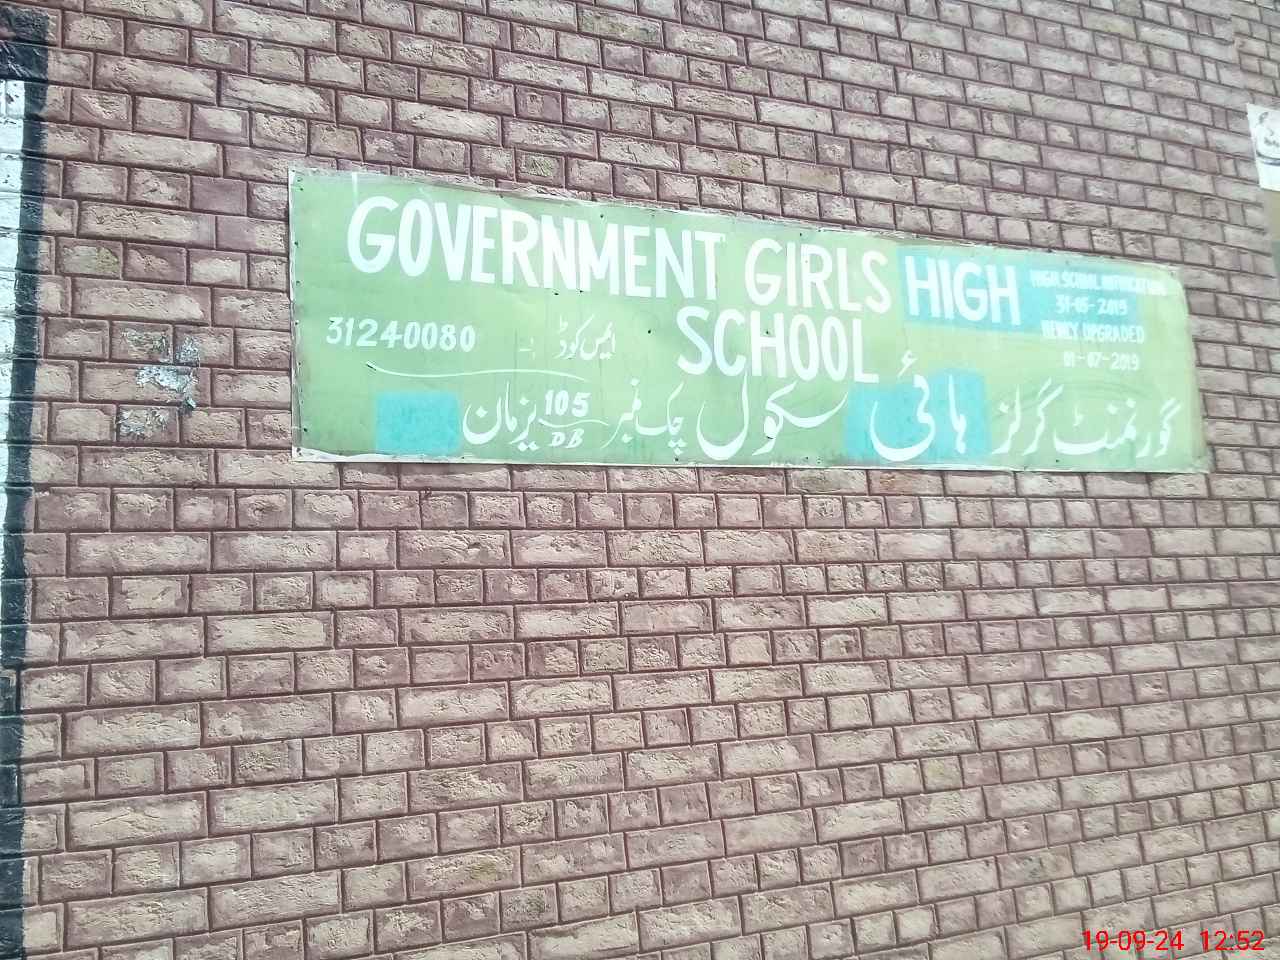 GOVERNMENT GIRLS HIGH SCHOOL
HIGH SCHOOL NOTIFICATION
31-05-2019
NEWLY UPGRADED
01-07-2019
31240080 ایمس کوڈ :-
گورنمنٹ گرلز ہائی سکول چک نمبر 105 DB یزمان
19-09-24 12:52